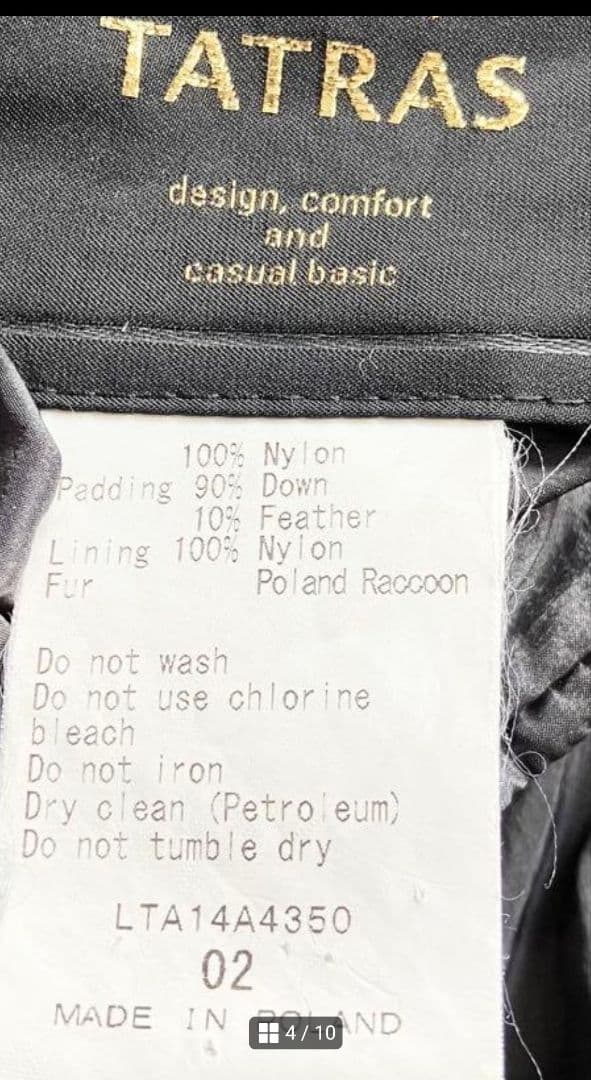 TATRAS
design, comfort
and
casual basic
100% Nylon
Padding 90% Down
10% Feather
Lining 100% Nylon
Fur Poland Raccoon
Do not wash
Do not use chlorine
bleach
Do not iron
Dry clean (Petroleum)
Do not tumble dry
LTA14A4350
02
MADE IN POLAND
4/10